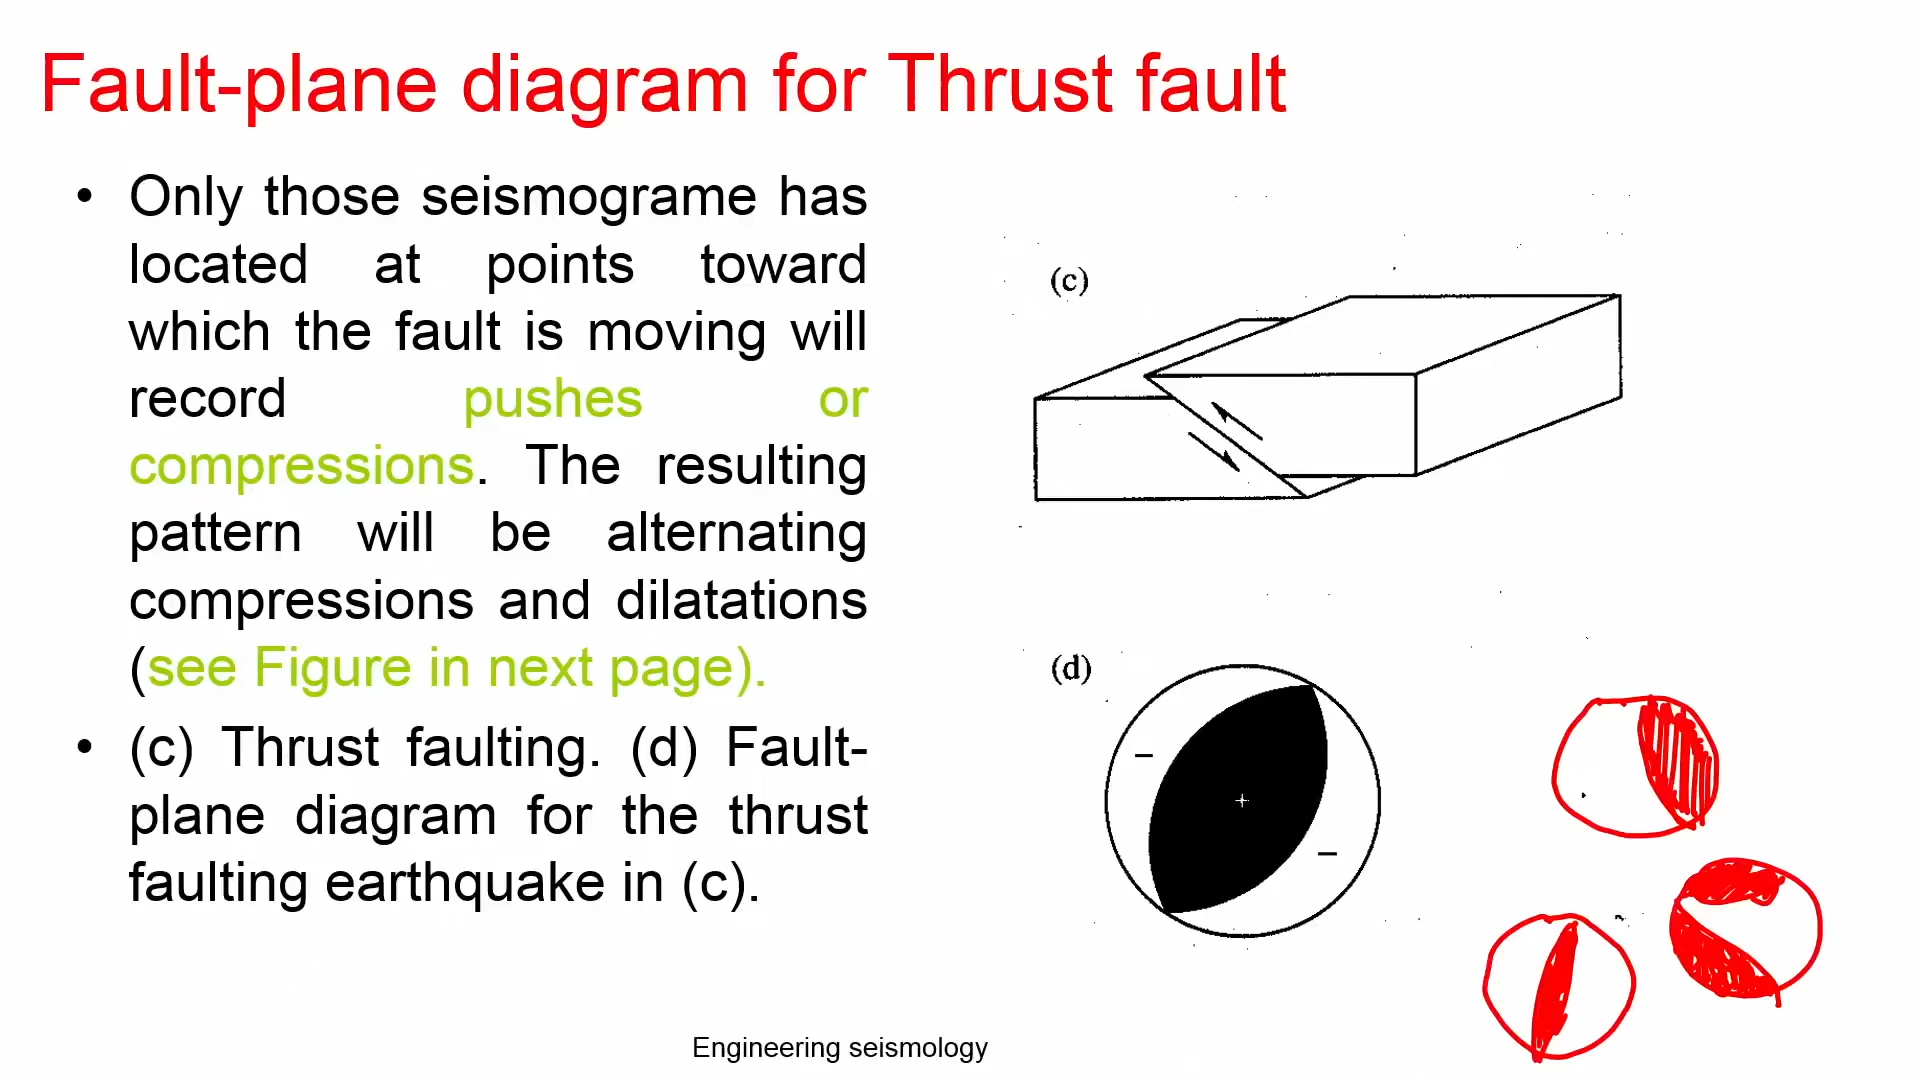 Fault-plane diagram for Thrust fault
• Only those seismograme has
located at points toward
which the fault is moving will
record pushes or
compressions. The resulting
pattern will be alternating
compressions and dilatations
(see Figure in next page).
• (c) Thrust faulting. (d) Fault-
plane diagram for the thrust
faulting earthquake in (c).
(c)
(d)
−
−
Engineering seismology